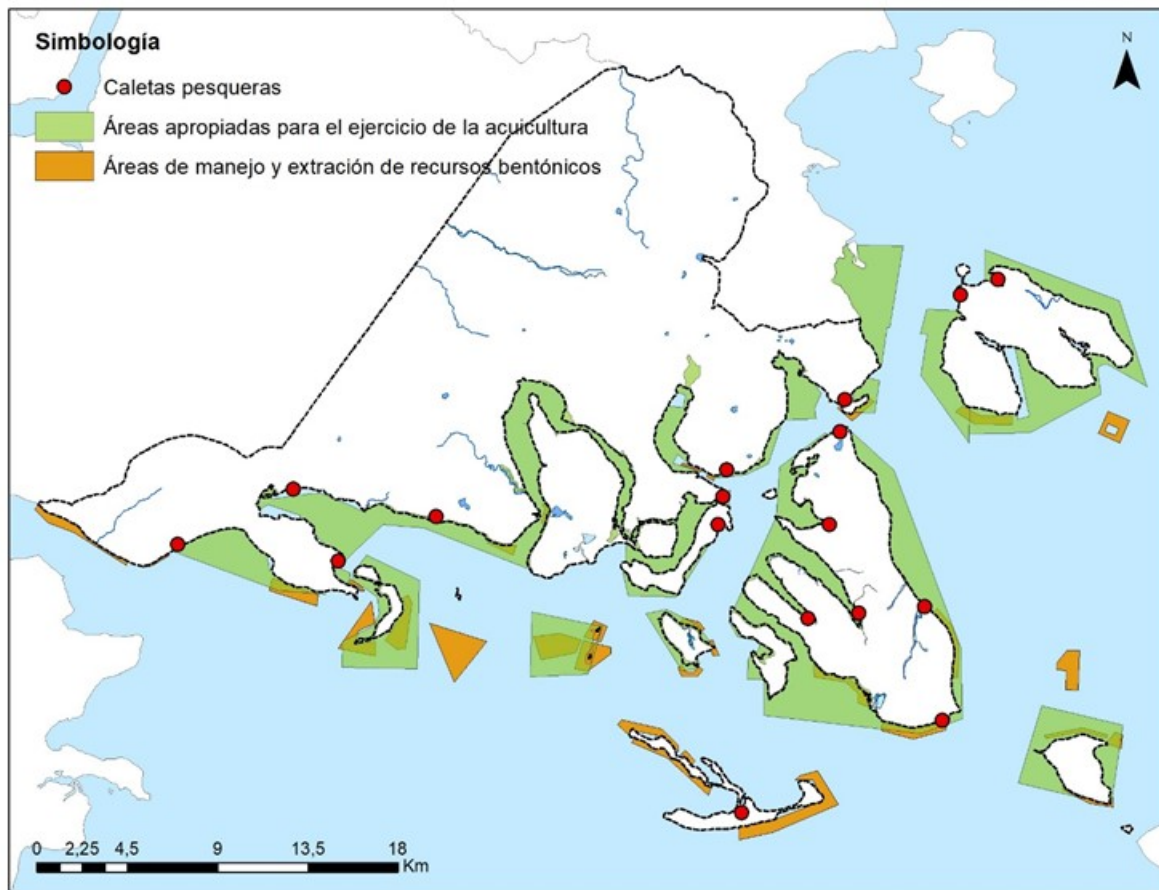 Simbología
N
Caletas pesqueras
Áreas apropiadas para el ejercicio de la acuicultura
Áreas de manejo y extracción de recursos bentónicos
0 2,25 4,5 9 13,5 18
Km